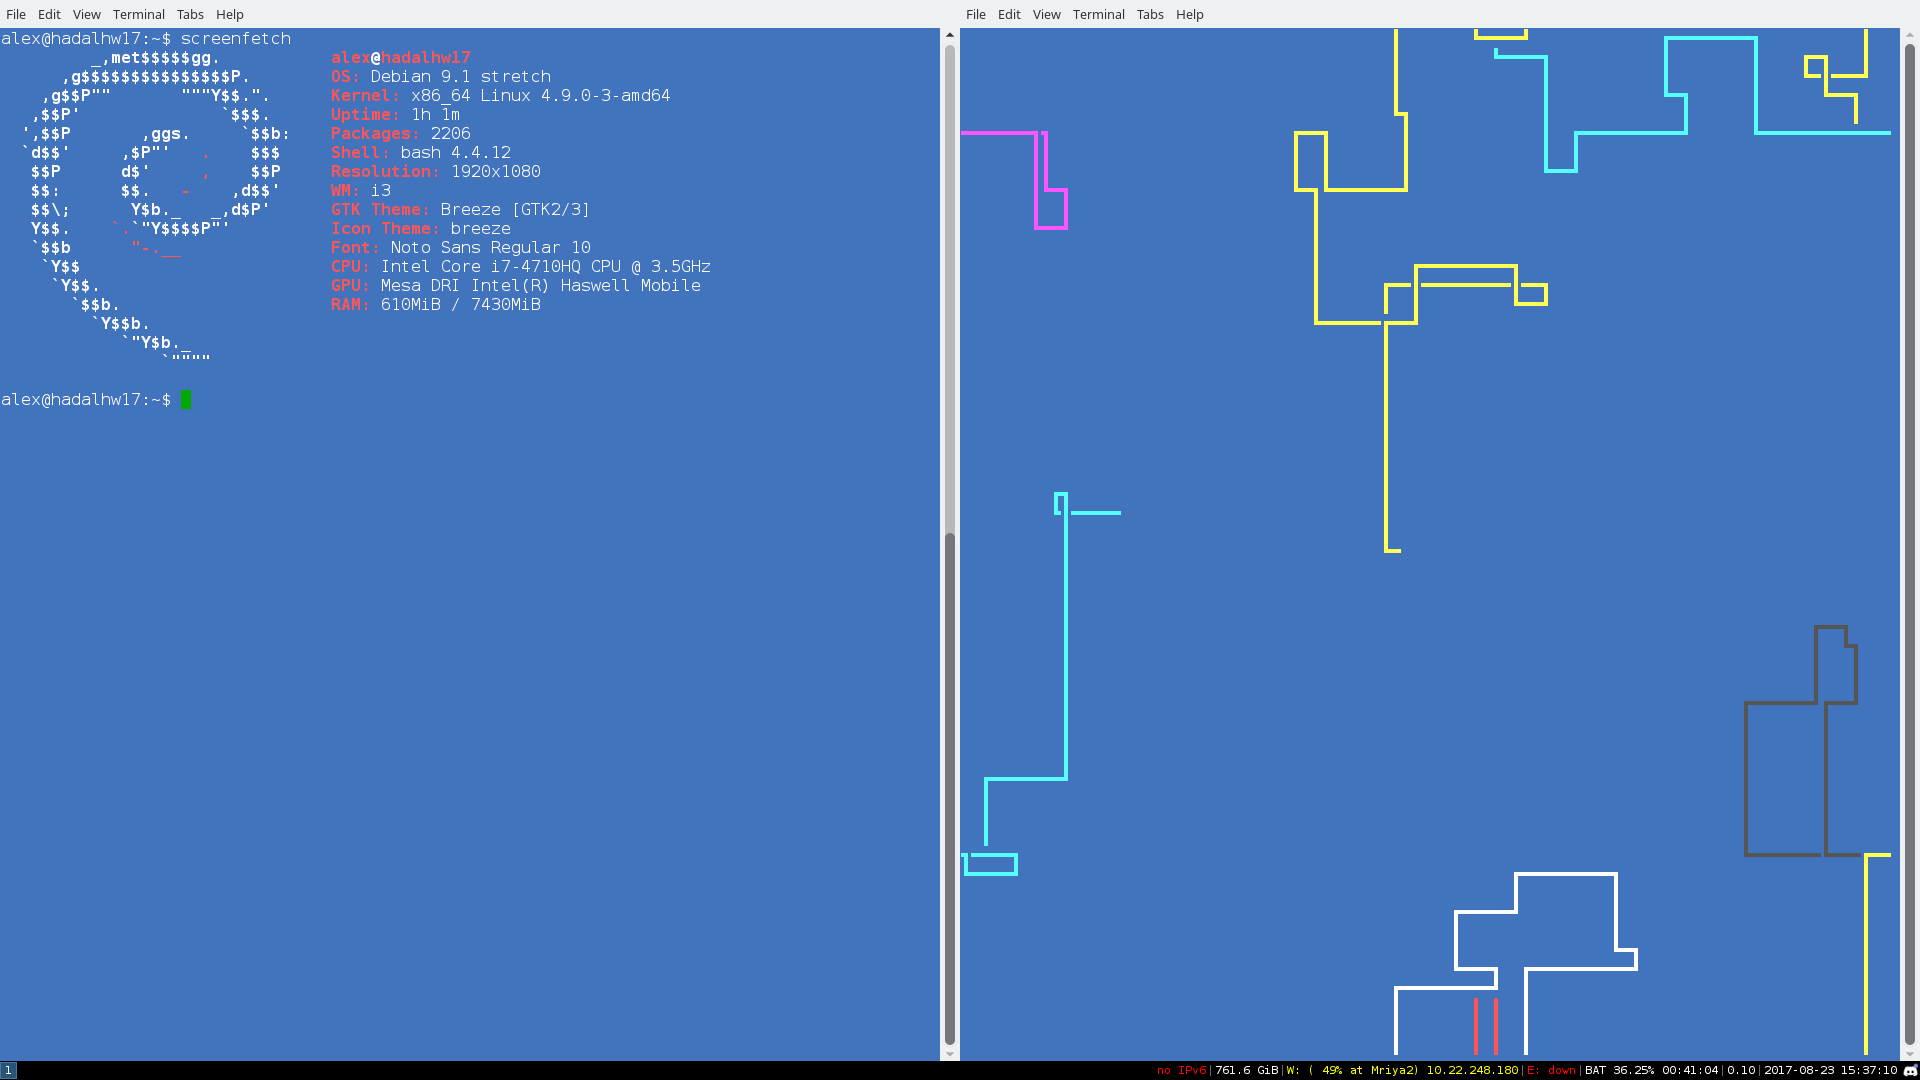 File Edit View Terminal Tabs Help
alex@hadalhw17:~$ screenfetch
         _,met$$$$$gg.           alex@hadalhw17
      ,g$$$$$$$$$$$$$$$P.        OS: Debian 9.1 stretch
    ,g$$P""       """Y$$.".      Kernel: x86_64 Linux 4.9.0-3-amd64
   ,$$P'              `$$$.      Uptime: 1h 1m
  ',$$P       ,ggs.     `$$b:    Packages: 2206
  `d$$'     ,$P"'   .    $$$     Shell: bash 4.4.12
   $$P      d$'     ,    $$P     Resolution: 1920x1080
   $$:      $$.   -    ,d$$'     WM: i3
   $$\;      Y$b._   _,d$P'      GTK Theme: Breeze [GTK2/3]
   Y$$.    `.`"Y$$$$P"'          Icon Theme: breeze
   `$$b      "-.__               Font: Noto Sans Regular 10
    `Y$$                         CPU: Intel Core i7-4710HQ CPU @ 3.5GHz
     `Y$$.                       GPU: Mesa DRI Intel(R) Haswell Mobile
       `$$b.                     RAM: 610MiB / 7430MiB
         `Y$$b.
            `"Y$b._
                `""""
alex@hadalhw17:~$
File Edit View Terminal Tabs Help
1
no IPv6|761.6 GiB|W: ( 49% at Mriya2) 10.22.248.180|E: down|BAT 36.25% 00:41:04|0.10|2017-08-23 15:37:10